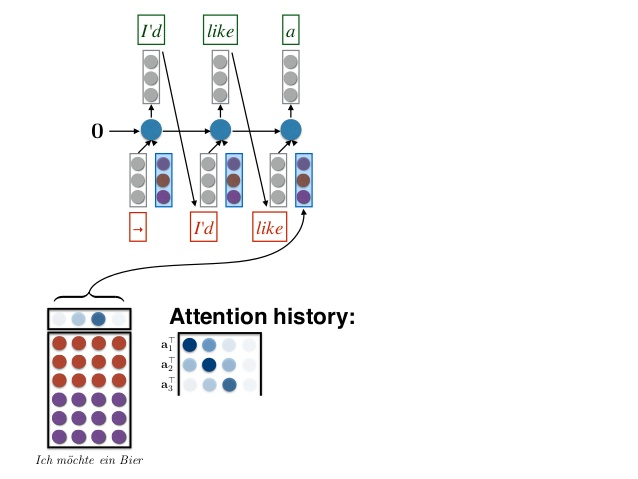 I'd like a
0
→ I'd like
Attention history:
a₁ᵀ
a₂ᵀ
a₃ᵀ
Ich möchte ein Bier